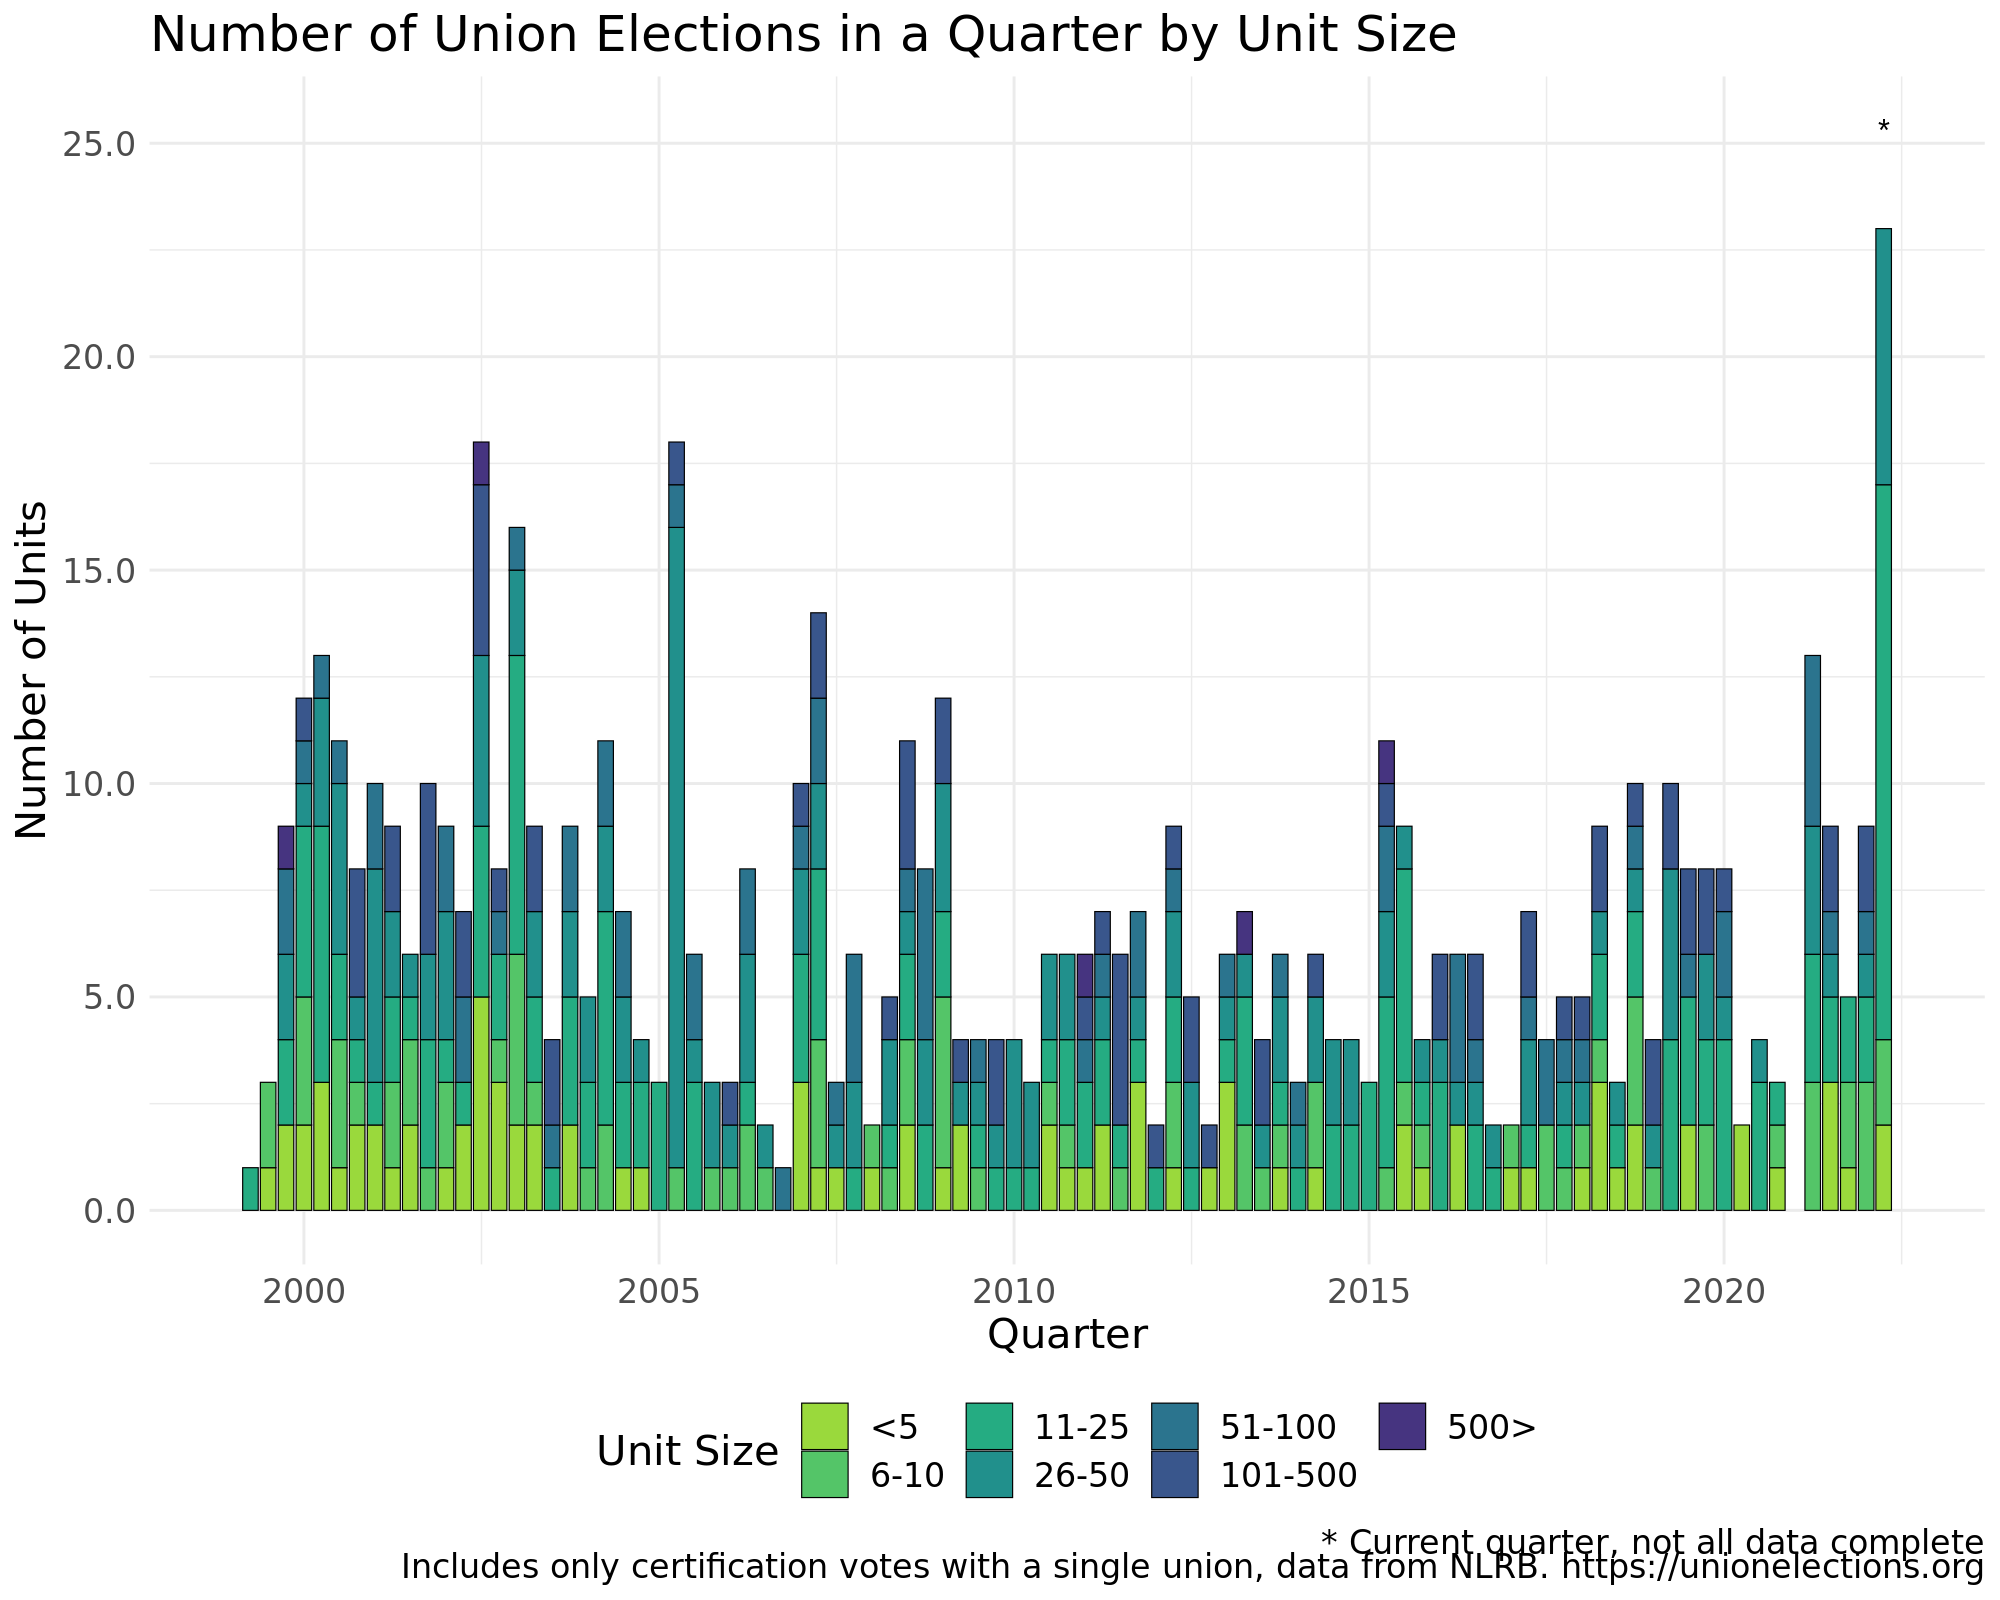 Number of Union Elections in a Quarter by Unit Size
*
25.0
20.0
15.0
10.0
5.0
0.0
Number of Units
2000 2005 2010 2015 2020
Quarter
Unit Size
<5 11-25 51-100 500>
6-10 26-50 101-500
* Current quarter, not all data complete
Includes only certification votes with a single union, data from NLRB. https://unionelections.org